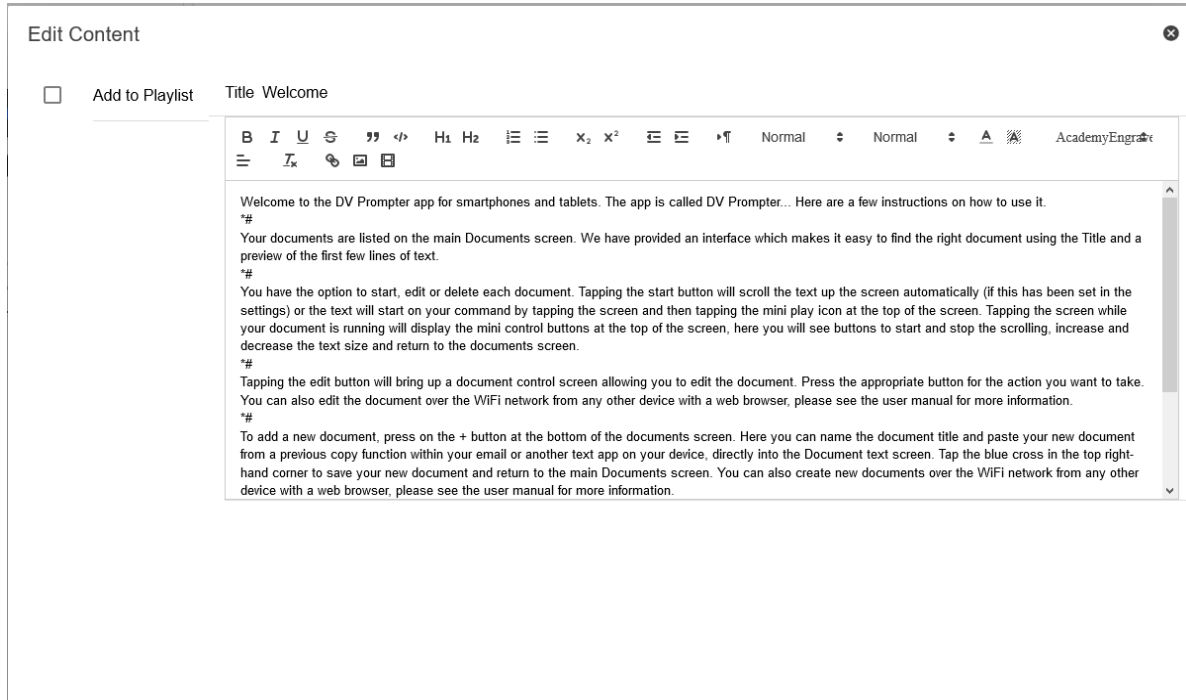 Edit Content
Add to Playlist
Title Welcome
B I U S ” </> H1 H2 X2 X² ¶ Normal Normal A A AcademyEngrave
Tx
Welcome to the DV Prompter app for smartphones and tablets. The app is called DV Prompter... Here are a few instructions on how to use it.
*#
Your documents are listed on the main Documents screen. We have provided an interface which makes it easy to find the right document using the Title and a
preview of the first few lines of text.
*#
You have the option to start, edit or delete each document. Tapping the start button will scroll the text up the screen automatically (if this has been set in the
settings) or the text will start on your command by tapping the screen and then tapping the mini play icon at the top of the screen. Tapping the screen while
your document is running will display the mini control buttons at the top of the screen, here you will see buttons to start and stop the scrolling, increase and
decrease the text size and return to the documents screen.
*#
Tapping the edit button will bring up a document control screen allowing you to edit the document. Press the appropriate button for the action you want to take.
You can also edit the document over the WiFi network from any other device with a web browser, please see the user manual for more information.
*#
To add a new document, press on the + button at the bottom of the documents screen. Here you can name the document title and paste your new document
from a previous copy function within your email or another text app on your device, directly into the Document text screen. Tap the blue cross in the top right-
hand corner to save your new document and return to the main Documents screen. You can also create new documents over the WiFi network from any other
device with a web browser, please see the user manual for more information.